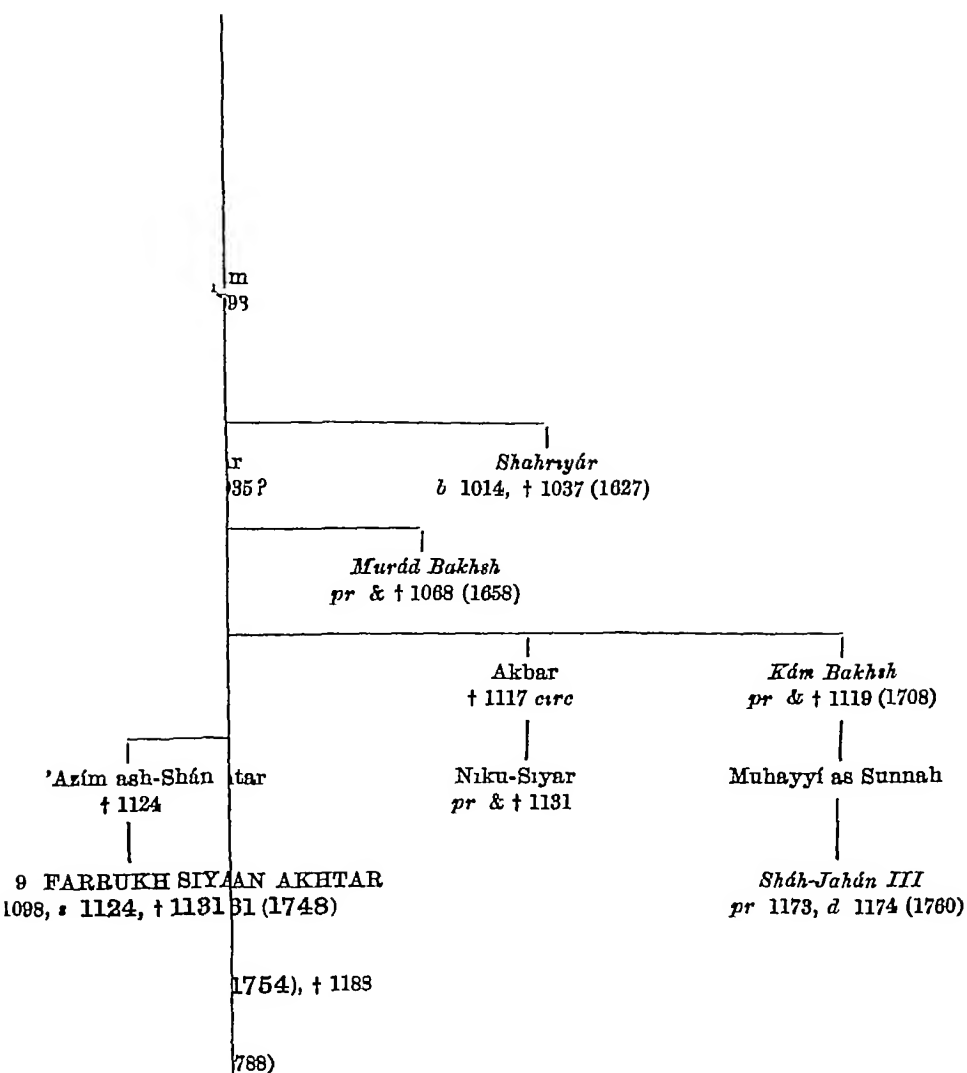 m
93
r Shahrıyár
35? b 1014, † 1037 (1627)
Murád Bakhsh
pr & † 1068 (1658)
Akbar Kám Bakhsh
† 1117 circ pr & † 1119 (1708)
'Azím ash-Shán tar Nıku-Sıyar Muhayyí as Sunnah
† 1124 pr & † 1131
9 FARRUKH SIYAAN AKHTAR Sháh-Jahán III
1098, s 1124, † 1131 31 (1748) pr 1173, d 1174 (1760)
1754), † 1188
788)